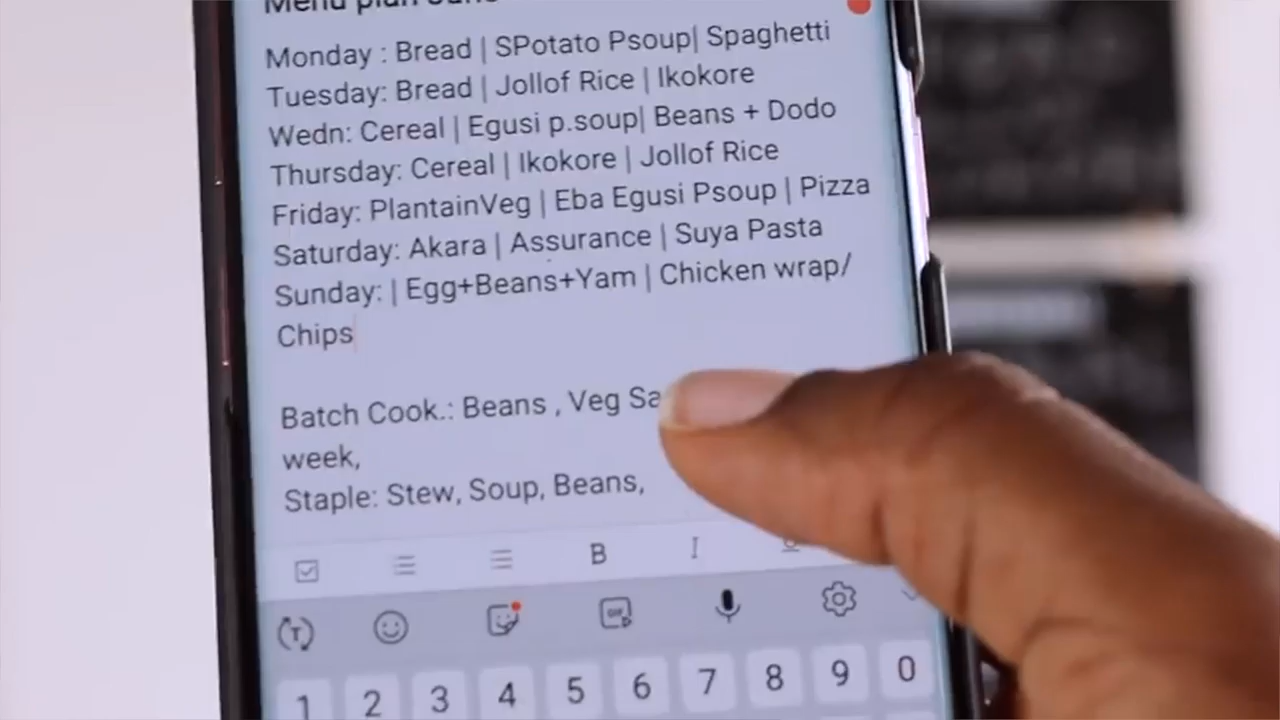 Menu plan
Monday : Bread | SPotato Psoup| Spaghetti
Tuesday: Bread | Jollof Rice | Ikokore
Wedn: Cereal | Egusi p.soup| Beans + Dodo
Thursday: Cereal | Ikokore | Jollof Rice
Friday: PlantainVeg | Eba Egusi Psoup | Pizza
Saturday: Akara | Assurance | Suya Pasta
Sunday: | Egg+Beans+Yam | Chicken wrap/
Chips
Batch Cook.: Beans , Veg Sa
week,
Staple: Stew, Soup, Beans,
B I
T GIF
1 2 3 4 5 6 7 8 9 0